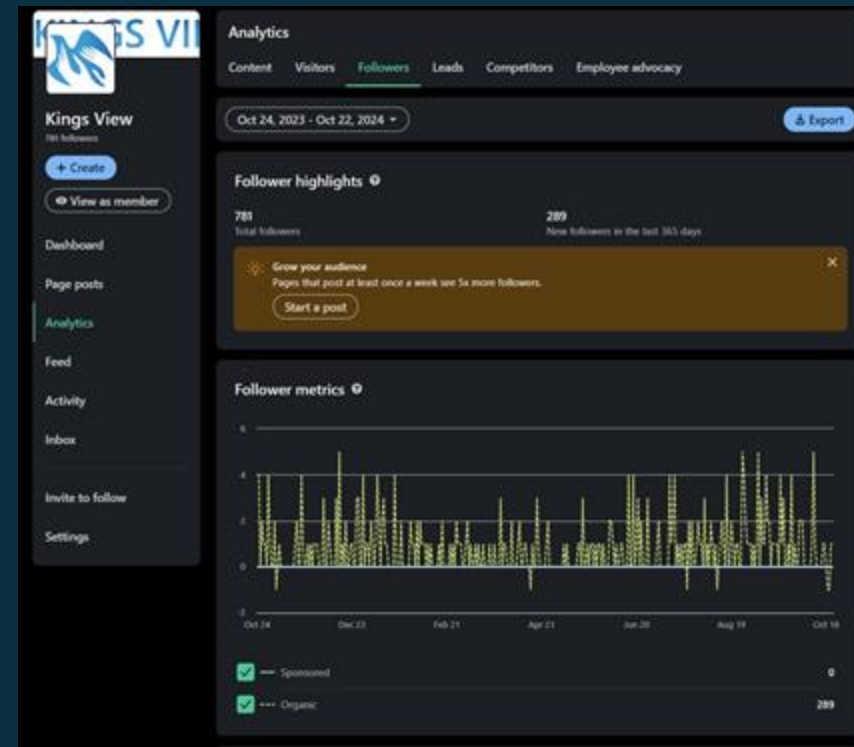 KINGS VI
Kings View
781 followers
+ Create
View as member
Dashboard
Page posts
Analytics
Feed
Activity
Inbox
Invite to follow
Settings
Analytics
Content Visitors Followers Leads Competitors Employee advocacy
Oct 24, 2023 - Oct 22, 2024
Export
Follower highlights
781
Total followers
289
New followers in the last 365 days
Grow your audience
Pages that post at least once a week see 5x more followers.
Start a post
Follower metrics
6
4
2
0
-2
Oct 24 Dec 23 Feb 21 Apr 21 Jun 20 Aug 19 Oct 18
Sponsored 0
Organic 289